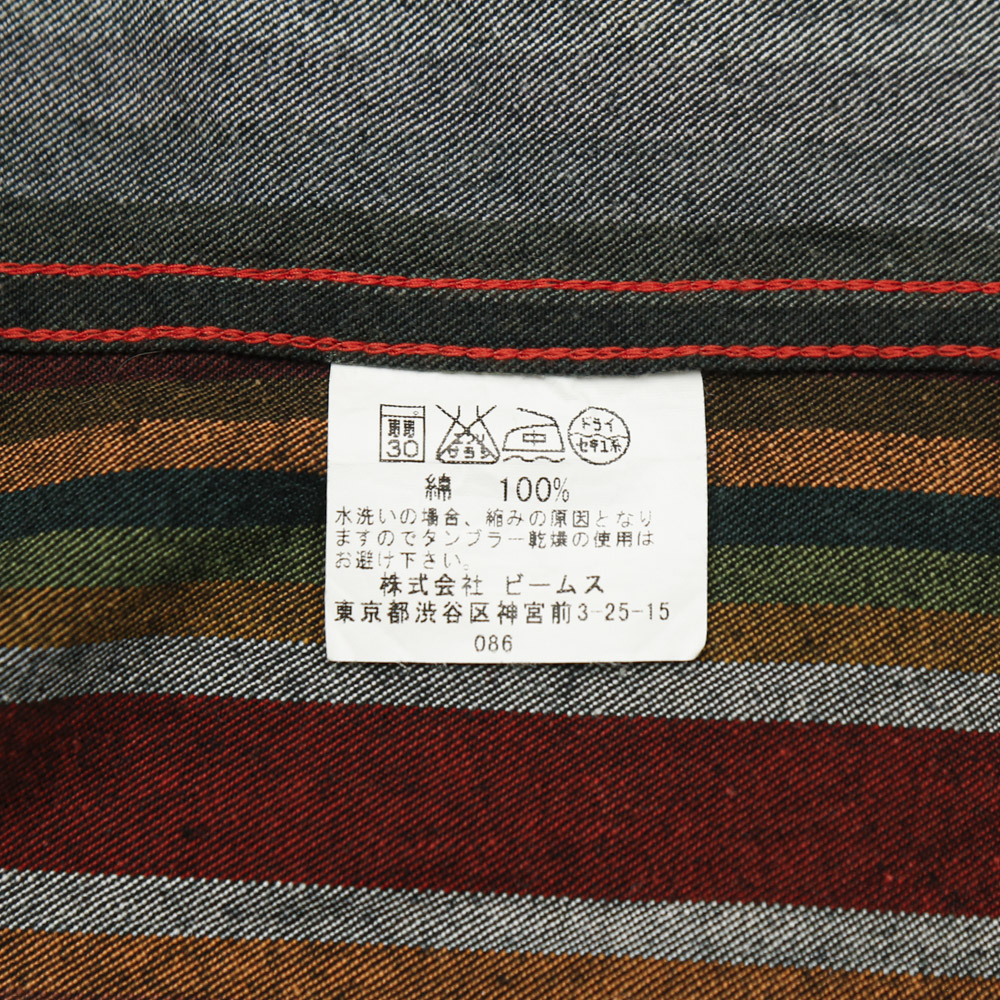 30 エンソサラシ 中 ドライ セキユ系
綿 100%
水洗いの場合、縮みの原因となり
ますのでタンブラー乾燥の使用は
お避け下さい。
株式会社 ビームス
東京都渋谷区神宮前3-25-15
086